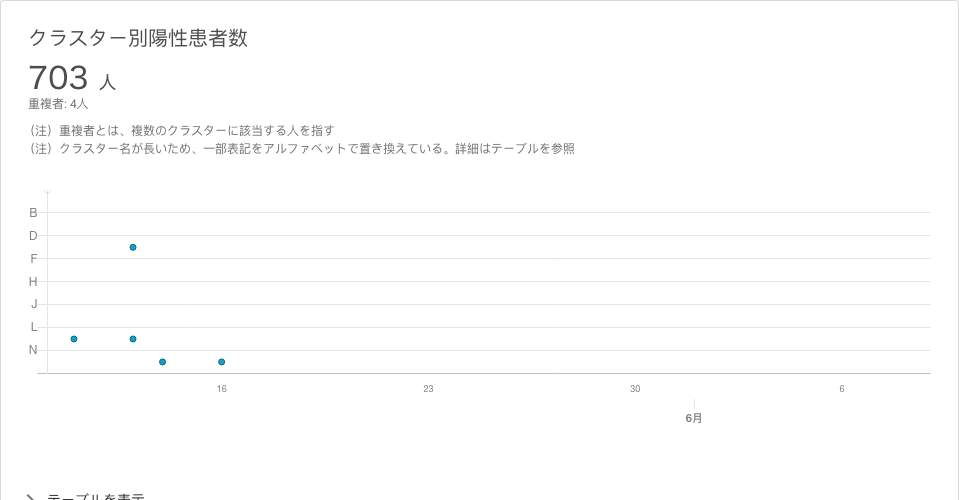 クラスター別陽性患者数
703 人
重複者: 4人
（注）重複者とは、複数のクラスターに該当する人を指す
（注）クラスター名が長いため、一部表記をアルファベットで置き換えている。詳細はテーブルを参照
B
D
F
H
J
L
N
16 23 30 6
6月
テーブルを表示